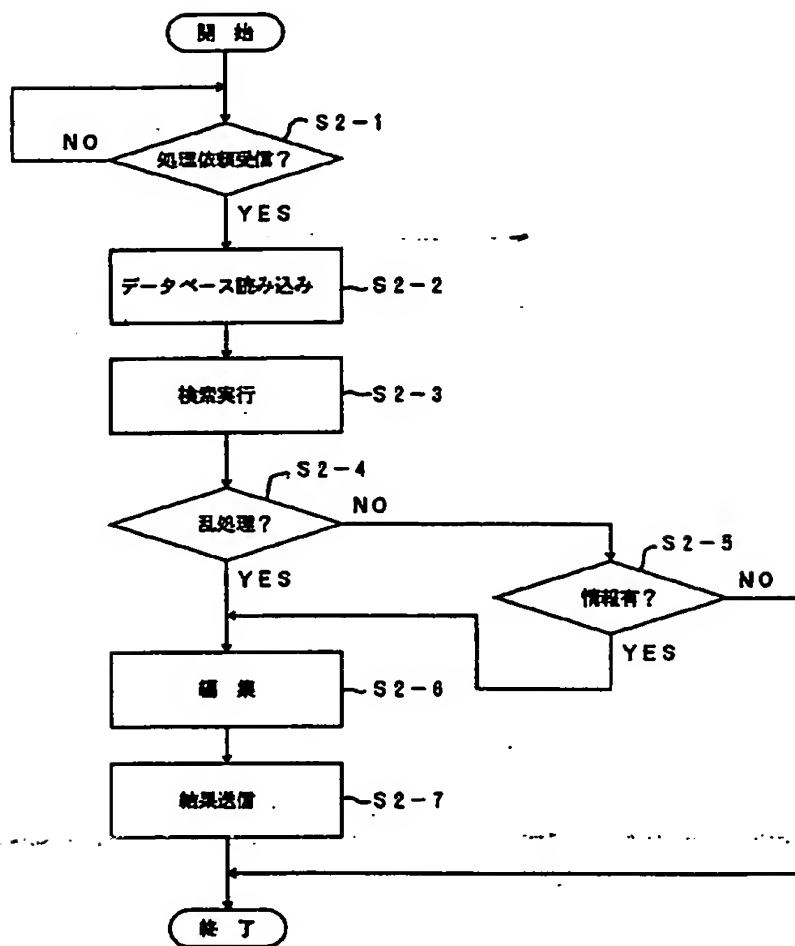 開 始
S2-1
NO
処理依頼受信?
YES
データベース読み込み
S2-2
検索実行
S2-3
S2-4
乱処理?
NO
YES
S2-5
情報有?
NO
YES
編 集
S2-6
結果送信
S2-7
終 了